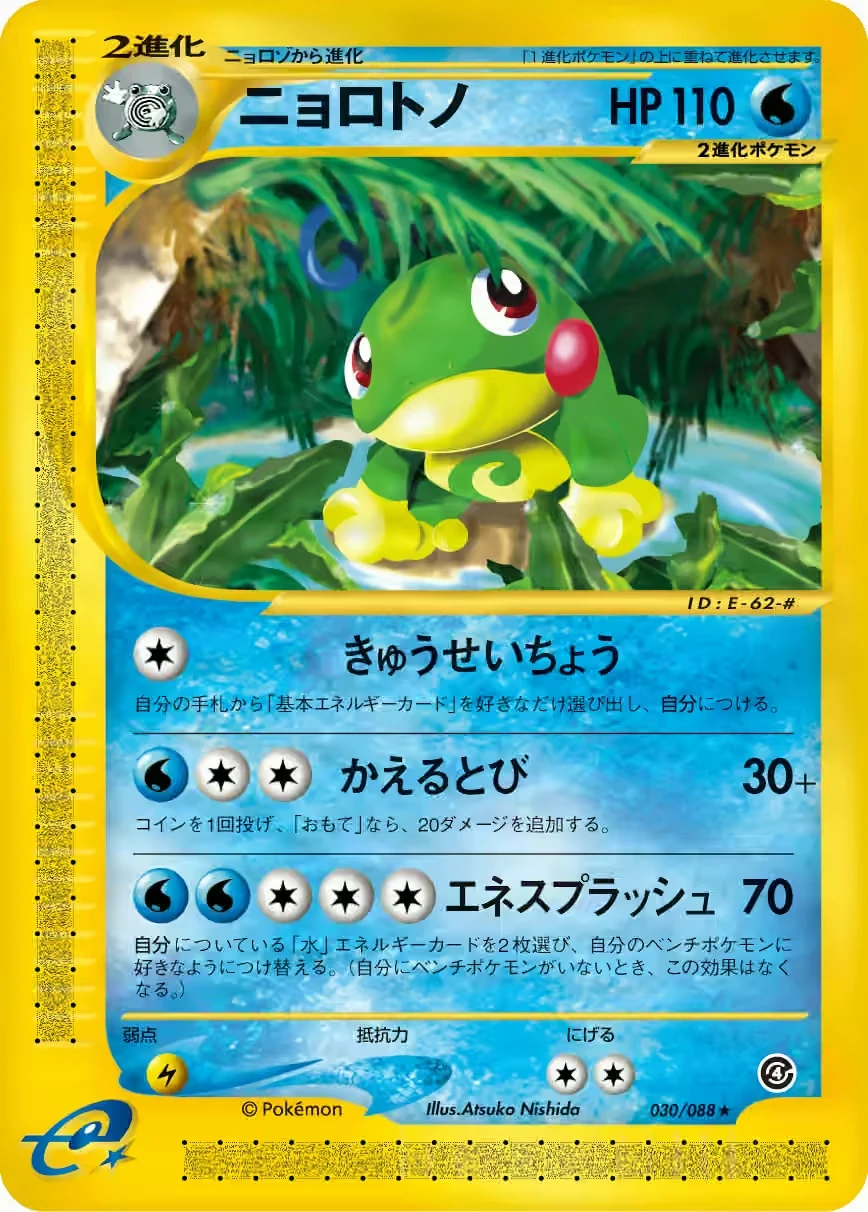 2進化
ニョロゾから進化
「1進化ポケモン」の上に重ねて進化させます。
ニョロトノ
HP 110
2進化ポケモン
ID : E-62-#
きゅうせいちょう
自分の手札から「基本エネルギーカード」を好きなだけ選び出し、自分につける。
かえるとび 30+
コインを1回投げ、「おもて」なら、20ダメージを追加する。
エネスプラッシュ 70
自分についている「水」エネルギーカードを2枚選び、自分のベンチポケモンに
好きなようにつけ替える。(自分にベンチポケモンがいないとき、この効果はなく
なる。)
弱点 抵抗力 にげる
4
© Pokémon Illus.Atsuko Nishida 030/088 ★
e